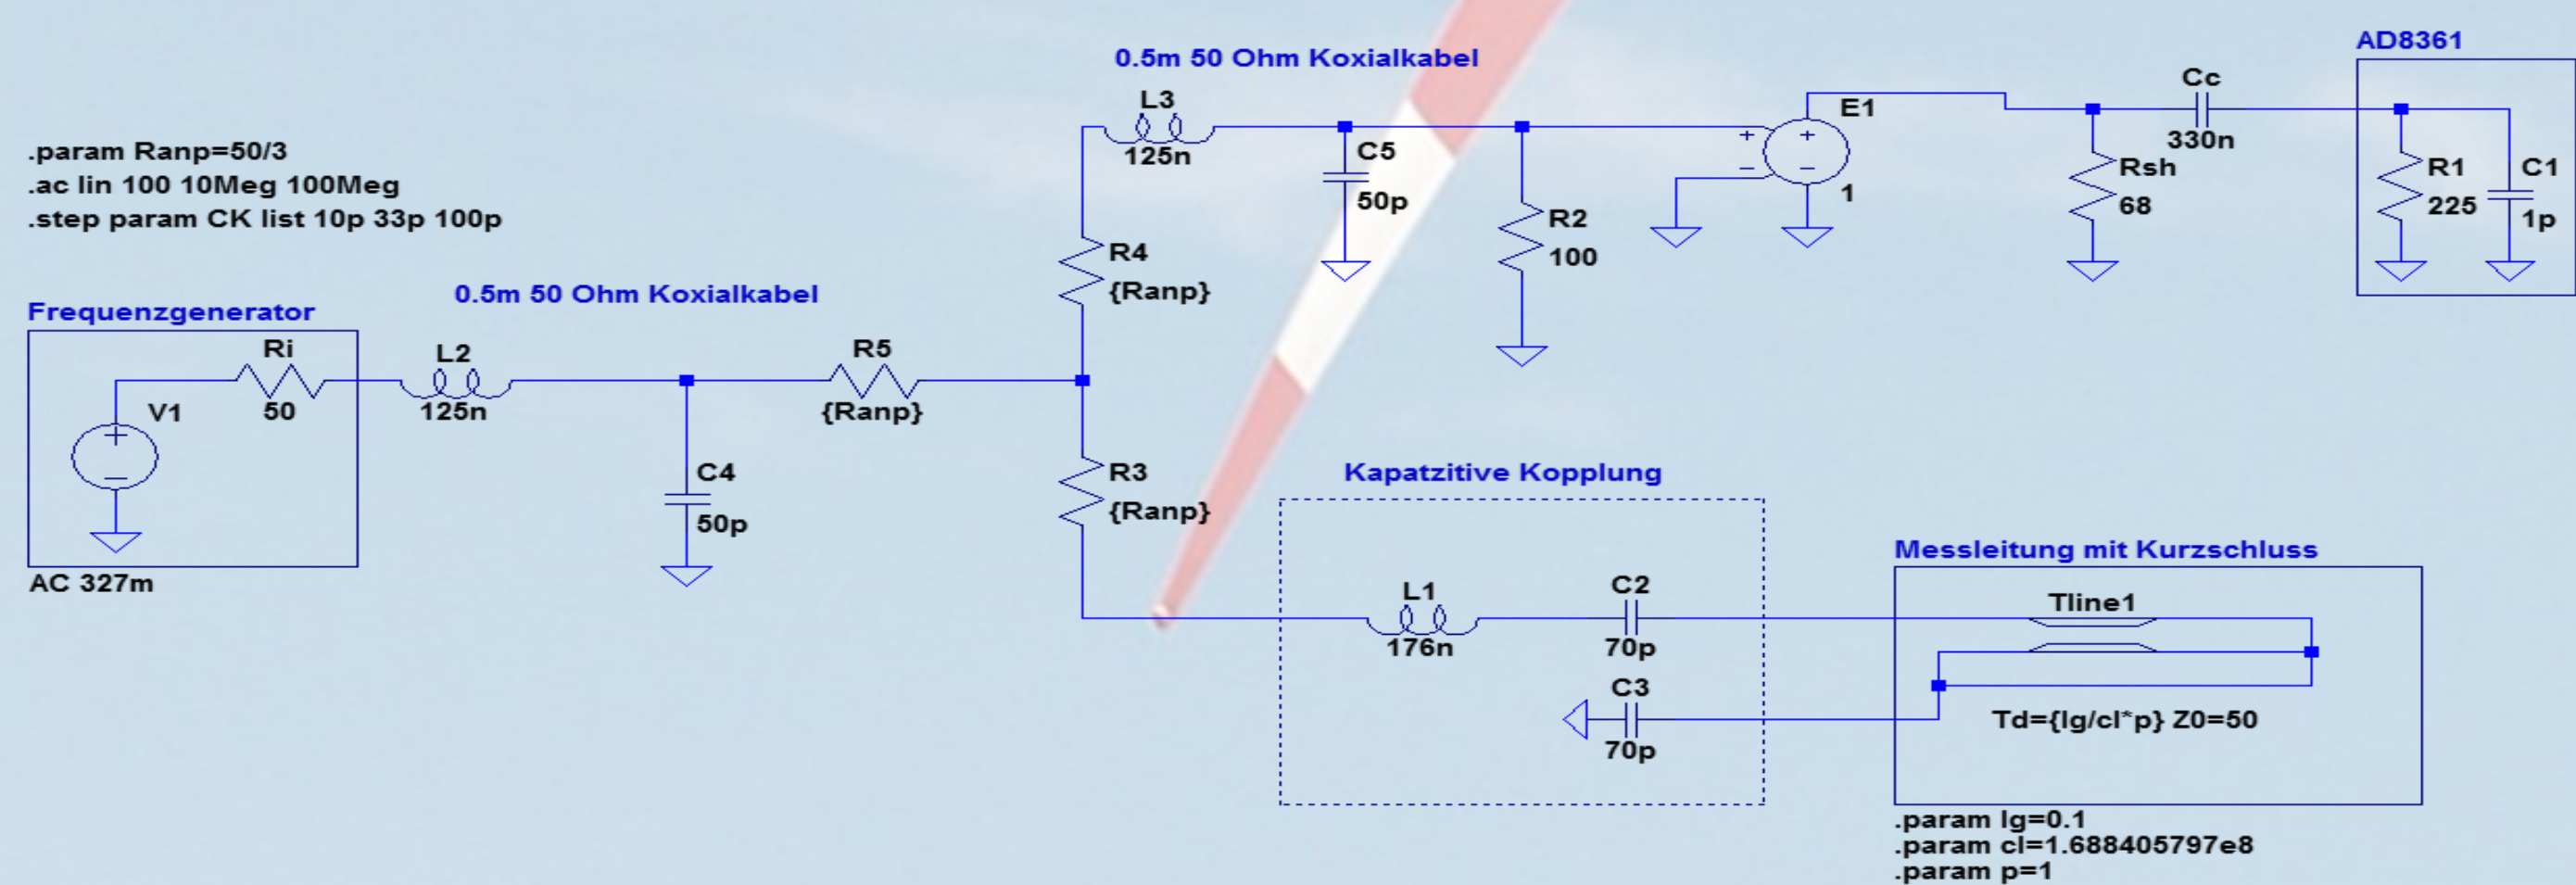 .param Ranp=50/3
.ac lin 100 10Meg 100Meg
.step param CK list 10p 33p 100p
Frequenzgenerator
V1
Ri
50
AC 327m
0.5m 50 Ohm Koxialkabel
L2
125n
C4
50p
R5
{Ranp}
0.5m 50 Ohm Koxialkabel
L3
125n
R4
{Ranp}
R3
{Ranp}
C5
50p
R2
100
E1
1
Rsh
68
Cc
330n
AD8361
R1
225
C1
1p
Kapatzitive Kopplung
L1
176n
C2
70p
C3
70p
Messleitung mit Kurzschluss
Tline1
Td={lg/cl*p} Z0=50
.param lg=0.1
.param cl=1.688405797e8
.param p=1